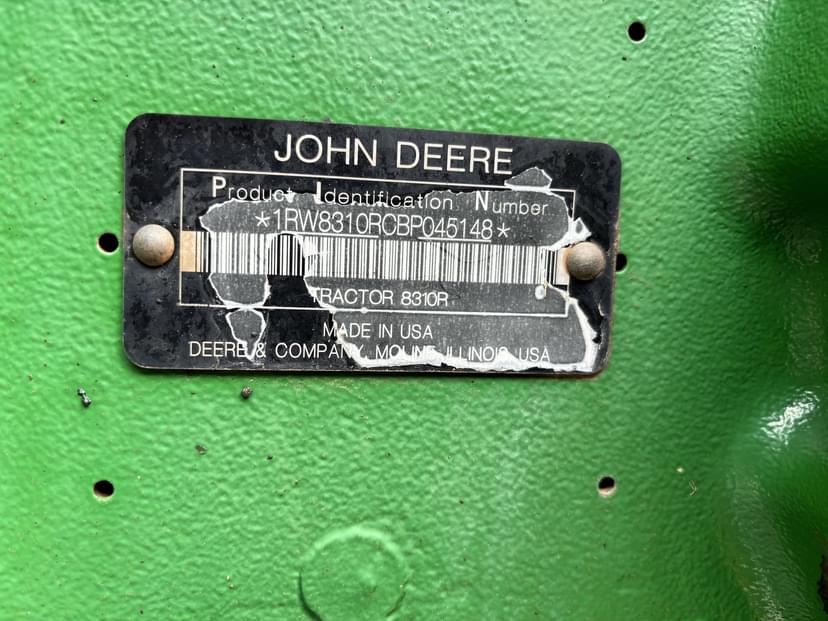 JOHN DEERE
Product Identification Number
*1RW8310RCBP045148*
TRACTOR 8310R
MADE IN USA
DEERE & COMPANY, MOLINE, ILLINOIS, USA